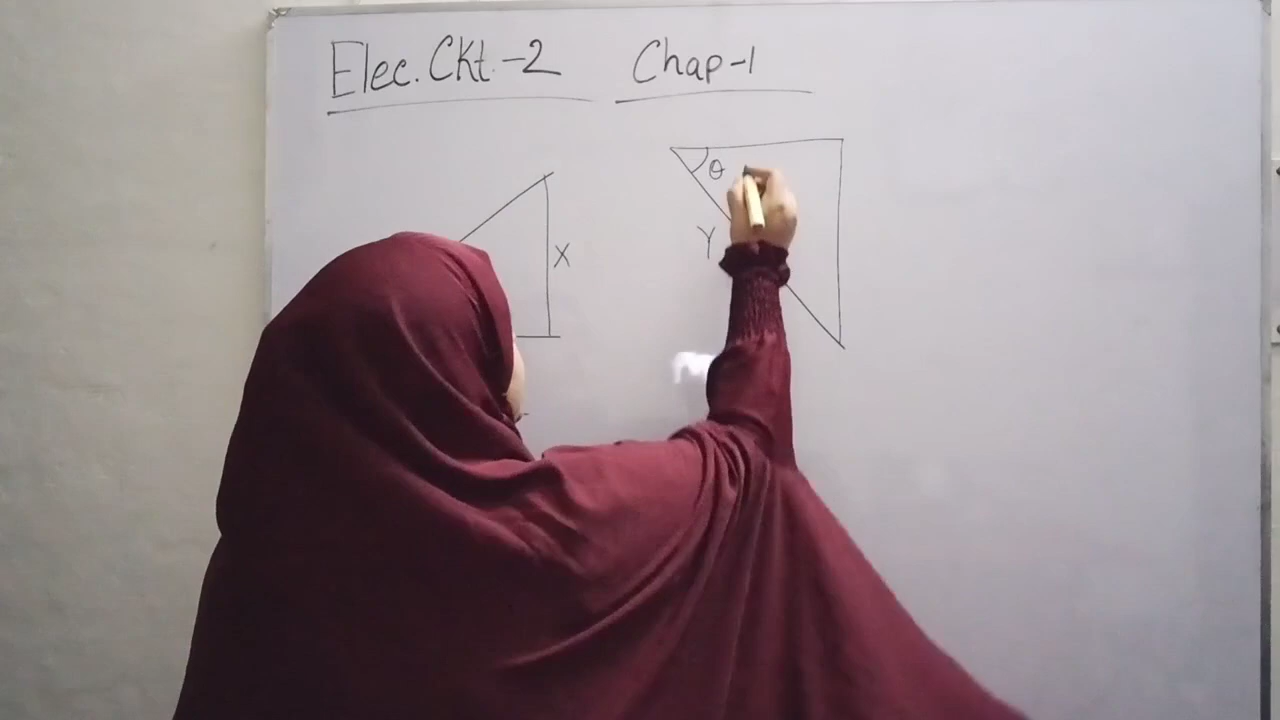 Elec. Ckt.-2 Chap-1
θ
X
Y